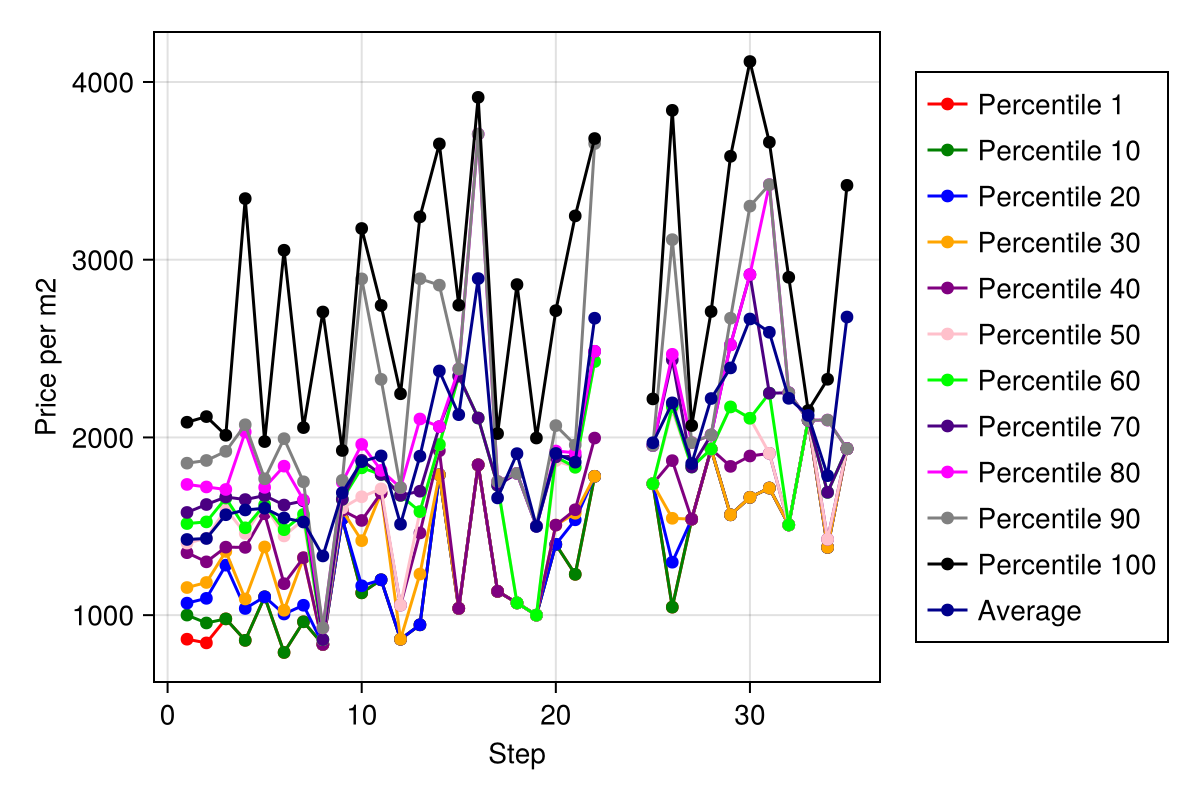 4000
3000
2000
1000
Price per m2
0
10
20
30
Step
Percentile 1
Percentile 10
Percentile 20
Percentile 30
Percentile 40
Percentile 50
Percentile 60
Percentile 70
Percentile 80
Percentile 90
Percentile 100
Average